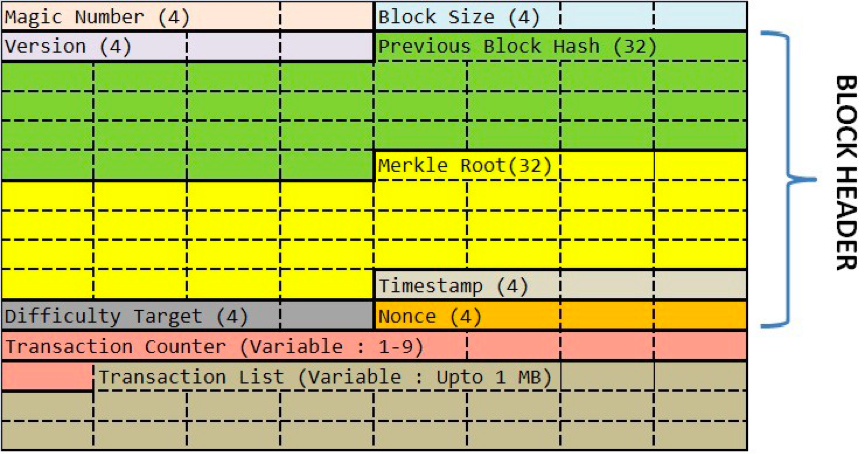 Magic Number (4)
Block Size (4)
Version (4)
Previous Block Hash (32)
Merkle Root(32)
Timestamp (4)
Difficulty Target (4)
Nonce (4)
Transaction Counter (Variable : 1-9)
Transaction List (Variable : Upto 1 MB)
BLOCK HEADER